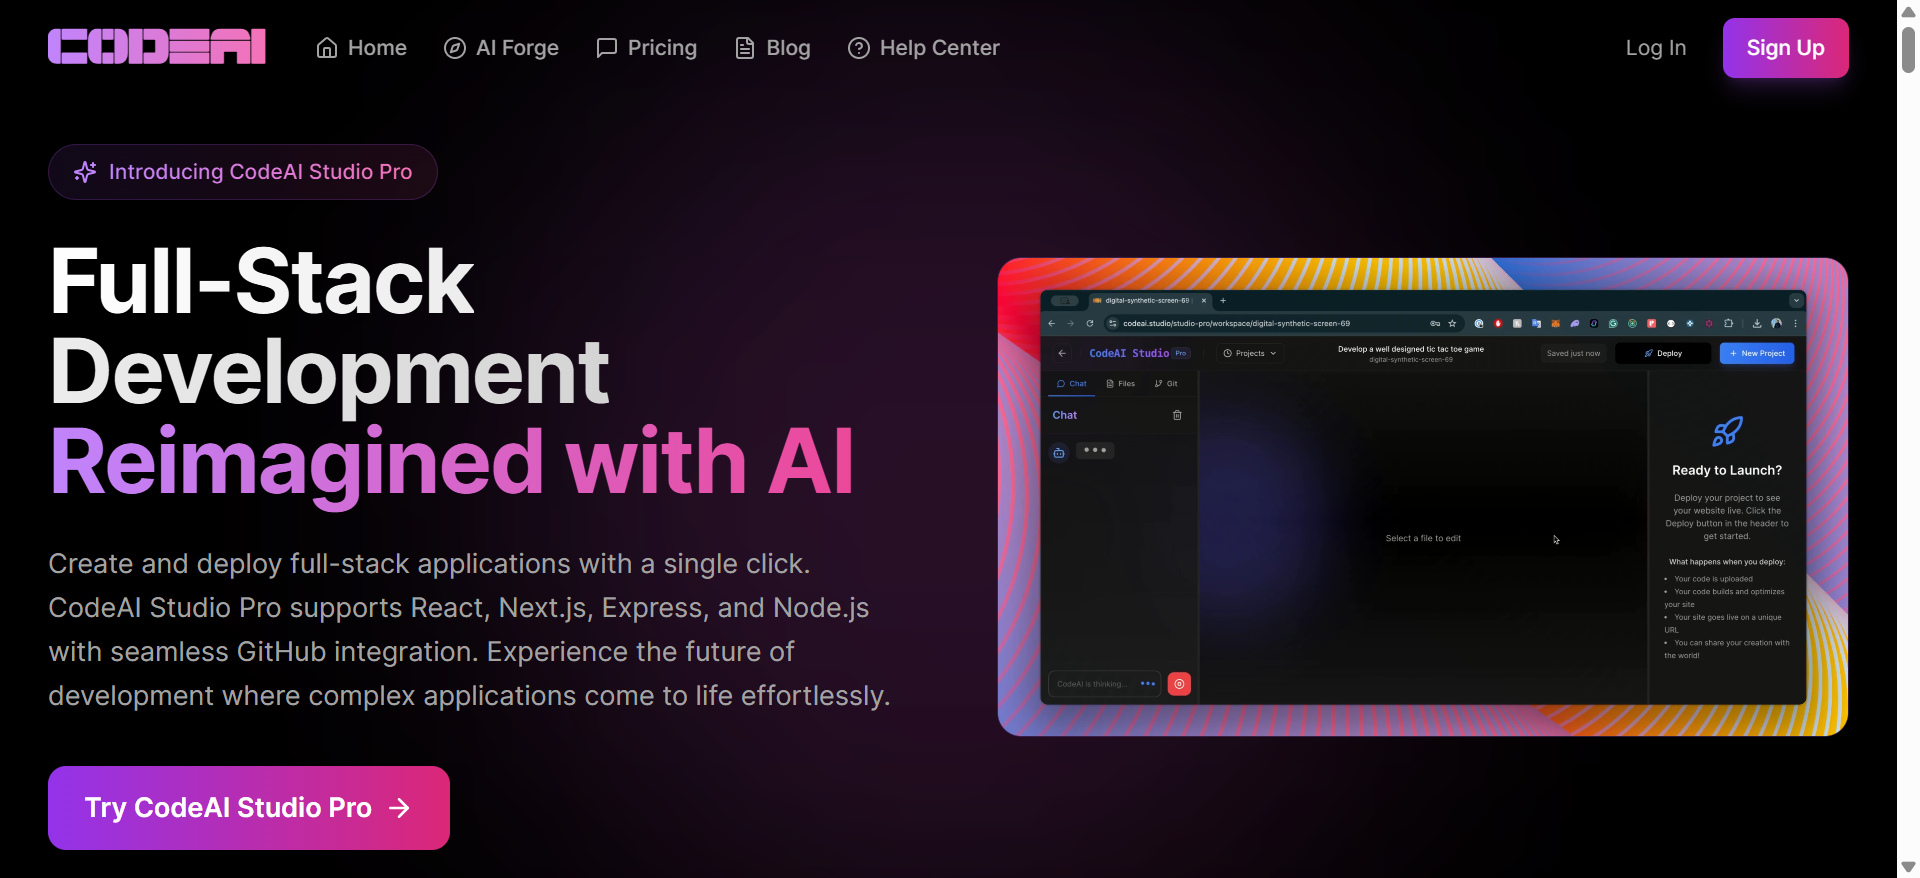 CODEAI
Home
AI Forge
Pricing
Blog
Help Center
Log In
Sign Up
Introducing CodeAI Studio Pro
Full-Stack
Development
Reimagined with AI
Create and deploy full-stack applications with a single click.
CodeAI Studio Pro supports React, Next.js, Express, and Node.js
with seamless GitHub integration. Experience the future of
development where complex applications come to life effortlessly.
Try CodeAI Studio Pro
digital-synthetic-screen-69
codeai.studio/studio-pro/workspace/digital-synthetic-screen-69
CodeAI Studio Pro
Projects
Develop a well designed tic tac toe game
digital-synthetic-screen-69
Saved just now
Deploy
+ New Project
Chat
Files
Git
Chat
Select a file to edit
CodeAI is thinking...
Ready to Launch?
Deploy your project to see
your website live. Click the
Deploy button in the header to
get started.
What happens when you deploy:
• Your code is uploaded
• Your code builds and optimizes
your site
• Your site goes live on a unique
URL
• You can share your creation with
the world!